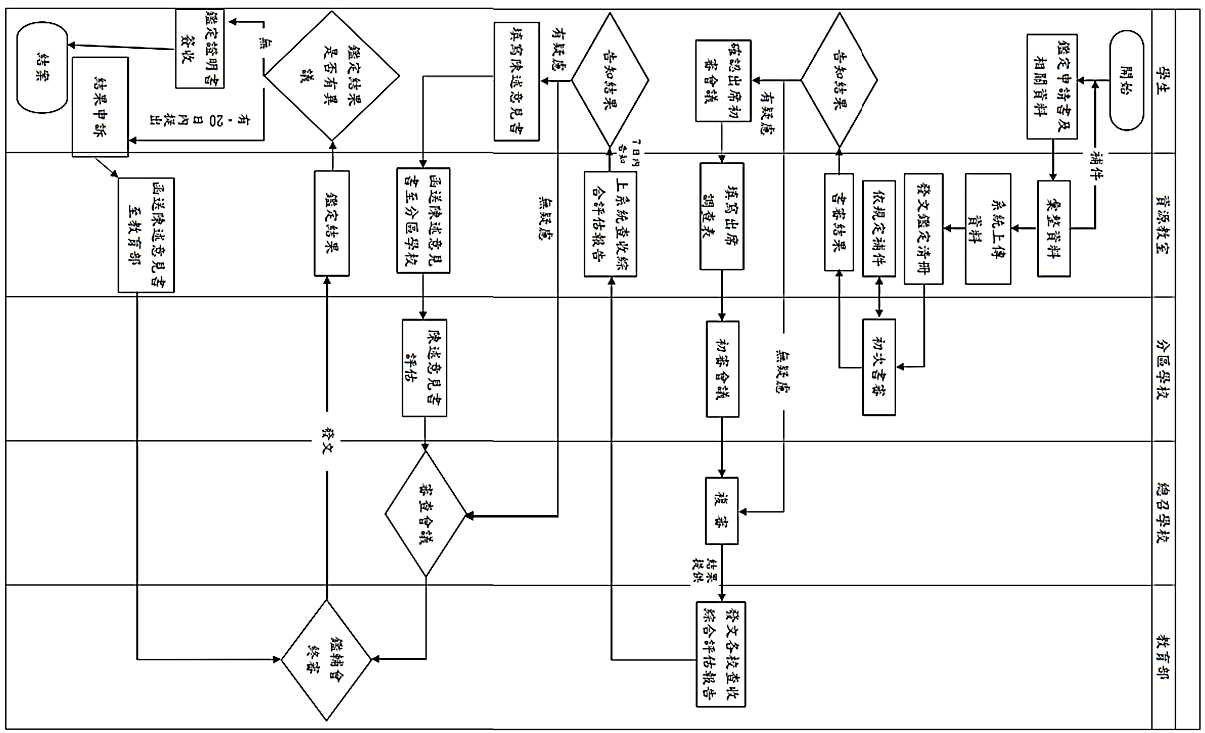 學生
資源教室
分區學校
總召學校
教育部
開始
鑑定申請書及
相關資料
補件
彙整資料
系統上傳
資料
發文鑑定清冊
依規定補件
初次書審
書審結果
告知結果
有疑慮
無疑慮
確認出席初
審會議
填寫出席
調查表
初審會議
複審
結果
提供
發文各校查收
綜合評估報告
上系統查收綜
合評估報告
7日內
告知
告知結果
有疑慮
無疑慮
填寫陳述意見書
函送陳述意見
書至分區學校
陳述意見書
評估
審查會議
鑑輔會
終審
發文
鑑定結果
鑑定結果
是否有異
議
無
有,20
日內
提出
鑑定證明書
簽收
結果申訴
函送陳述意見書
至教育部
結案